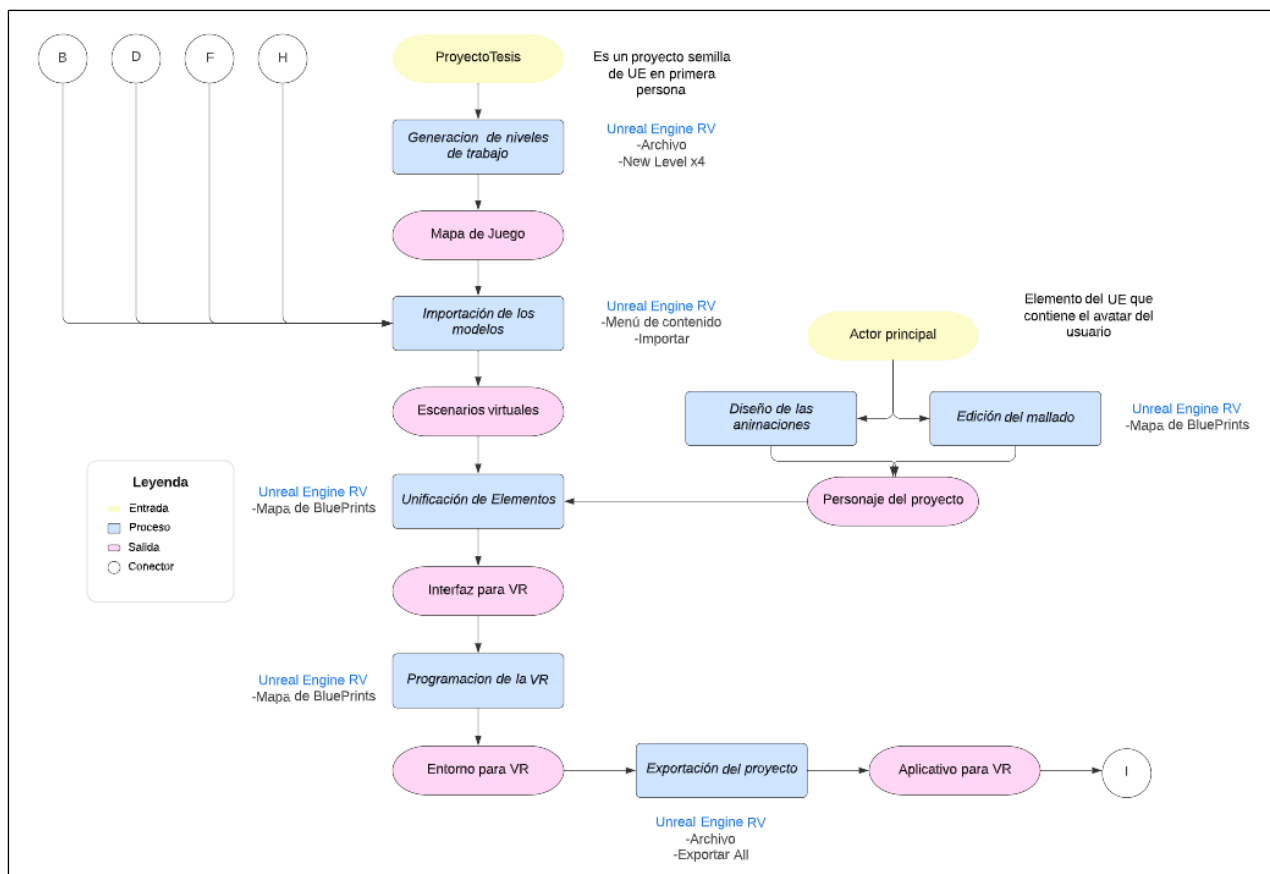 B
D
F
H
ProyectoTesis
Es un proyecto semilla
de UE en primera
persona
Generacion de niveles
de trabajo
Unreal Engine RV
-Archivo
-New Level x4
Mapa de Juego
Importación de los
modelos
Unreal Engine RV
-Menú de contenido
-Importar
Elemento del UE que
contiene el avatar del
usuario
Actor principal
Escenarios virtuales
Diseño de las
animaciones
Edición del mallado
Unreal Engine RV
-Mapa de BluePrints
Leyenda
Entrada
Proceso
Salida
Conector
Unreal Engine RV
-Mapa de BluePrints
Unificación de Elementos
Personaje del proyecto
Interfaz para VR
Unreal Engine RV
-Mapa de BluePrints
Programacion de la VR
Entorno para VR
Exportación del proyecto
Aplicativo para VR
I
Unreal Engine RV
-Archivo
-Exportar All